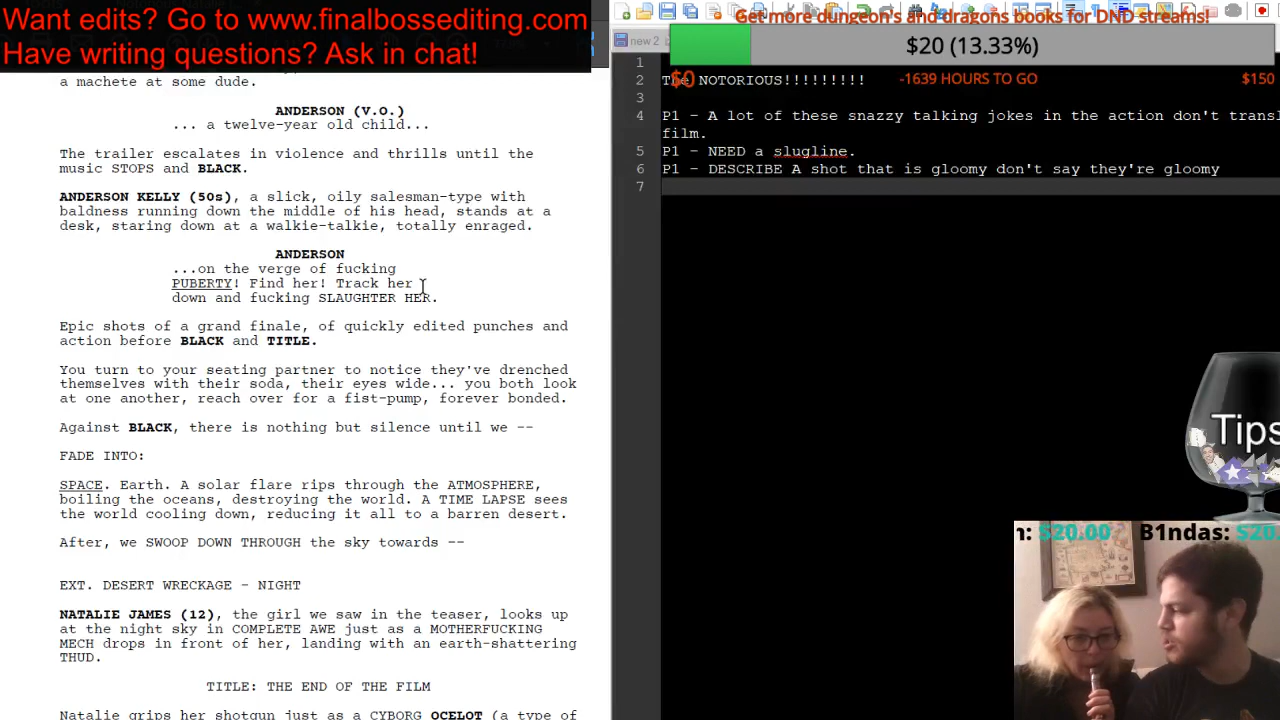 Want edits? Go to www.finalbossediting.com
Have writing questions? Ask in chat!
a machete at some dude.
ANDERSON (V.O.)
... a twelve-year old child...
The trailer escalates in violence and thrills until the
music STOPS and BLACK.
ANDERSON KELLY (50s), a slick, oily salesman-type with
baldness running down the middle of his head, stands at a
desk, staring down at a walkie-talkie, totally enraged.
ANDERSON
...on the verge of fucking
PUBERTY! Find her! Track her
down and fucking SLAUGHTER HER.
Epic shots of a grand finale, of quickly edited punches and
action before BLACK and TITLE.
You turn to your seating partner to notice they've drenched
themselves with their soda, their eyes wide... you both look
at one another, reach over for a fist-pump, forever bonded.
Against BLACK, there is nothing but silence until we --
FADE INTO:
SPACE. Earth. A solar flare rips through the ATMOSPHERE,
boiling the oceans, destroying the world. A TIME LAPSE sees
the world cooling down, reducing it all to a barren desert.
After, we SWOOP DOWN THROUGH the sky towards --
EXT. DESERT WRECKAGE - NIGHT
NATALIE JAMES (12), the girl we saw in the teaser, looks up
at the night sky in COMPLETE AWE just as a MOTHERFUCKING
MECH drops in front of her, landing with an earth-shattering
THUD.
TITLE: THE END OF THE FILM
Natalie grips her shotgun just as a CYBORG OCELOT (a type of
Get more dungeon's and dragons books for DND streams!
new 2
$20 (13.33%)
$0
-1639 HOURS TO GO
$150
1
2 The NOTORIOUS!!!!!!!!!
3
4 P1 - A lot of these snazzy talking jokes in the action don't transl
film.
5 P1 - NEED a slugline.
6 P1 - DESCRIBE A shot that is gloomy don't say they're gloomy
7
Tips
n: $20.00 B1ndas: $20.